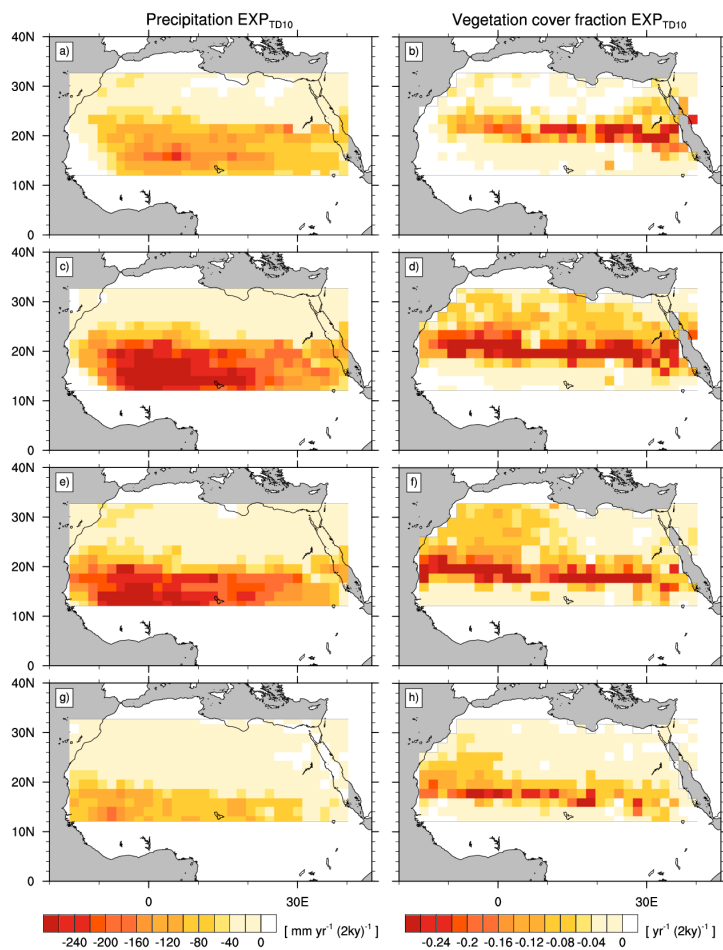 Precipitation EXP_TD10 Vegetation cover fraction EXP_TD10
a) b)
40N
30N
20N
10N
0
c) d)
40N
30N
20N
10N
0
e) f)
40N
30N
20N
10N
0
g) h)
40N
30N
20N
10N
0
0 30E 0 30E
-240 -200 -160 -120 -80 -40 0 [ mm yr⁻¹ (2ky)⁻¹ ] -0.24 -0.2 -0.16 -0.12 -0.08 -0.04 0 [ yr⁻¹ (2ky)⁻¹ ]